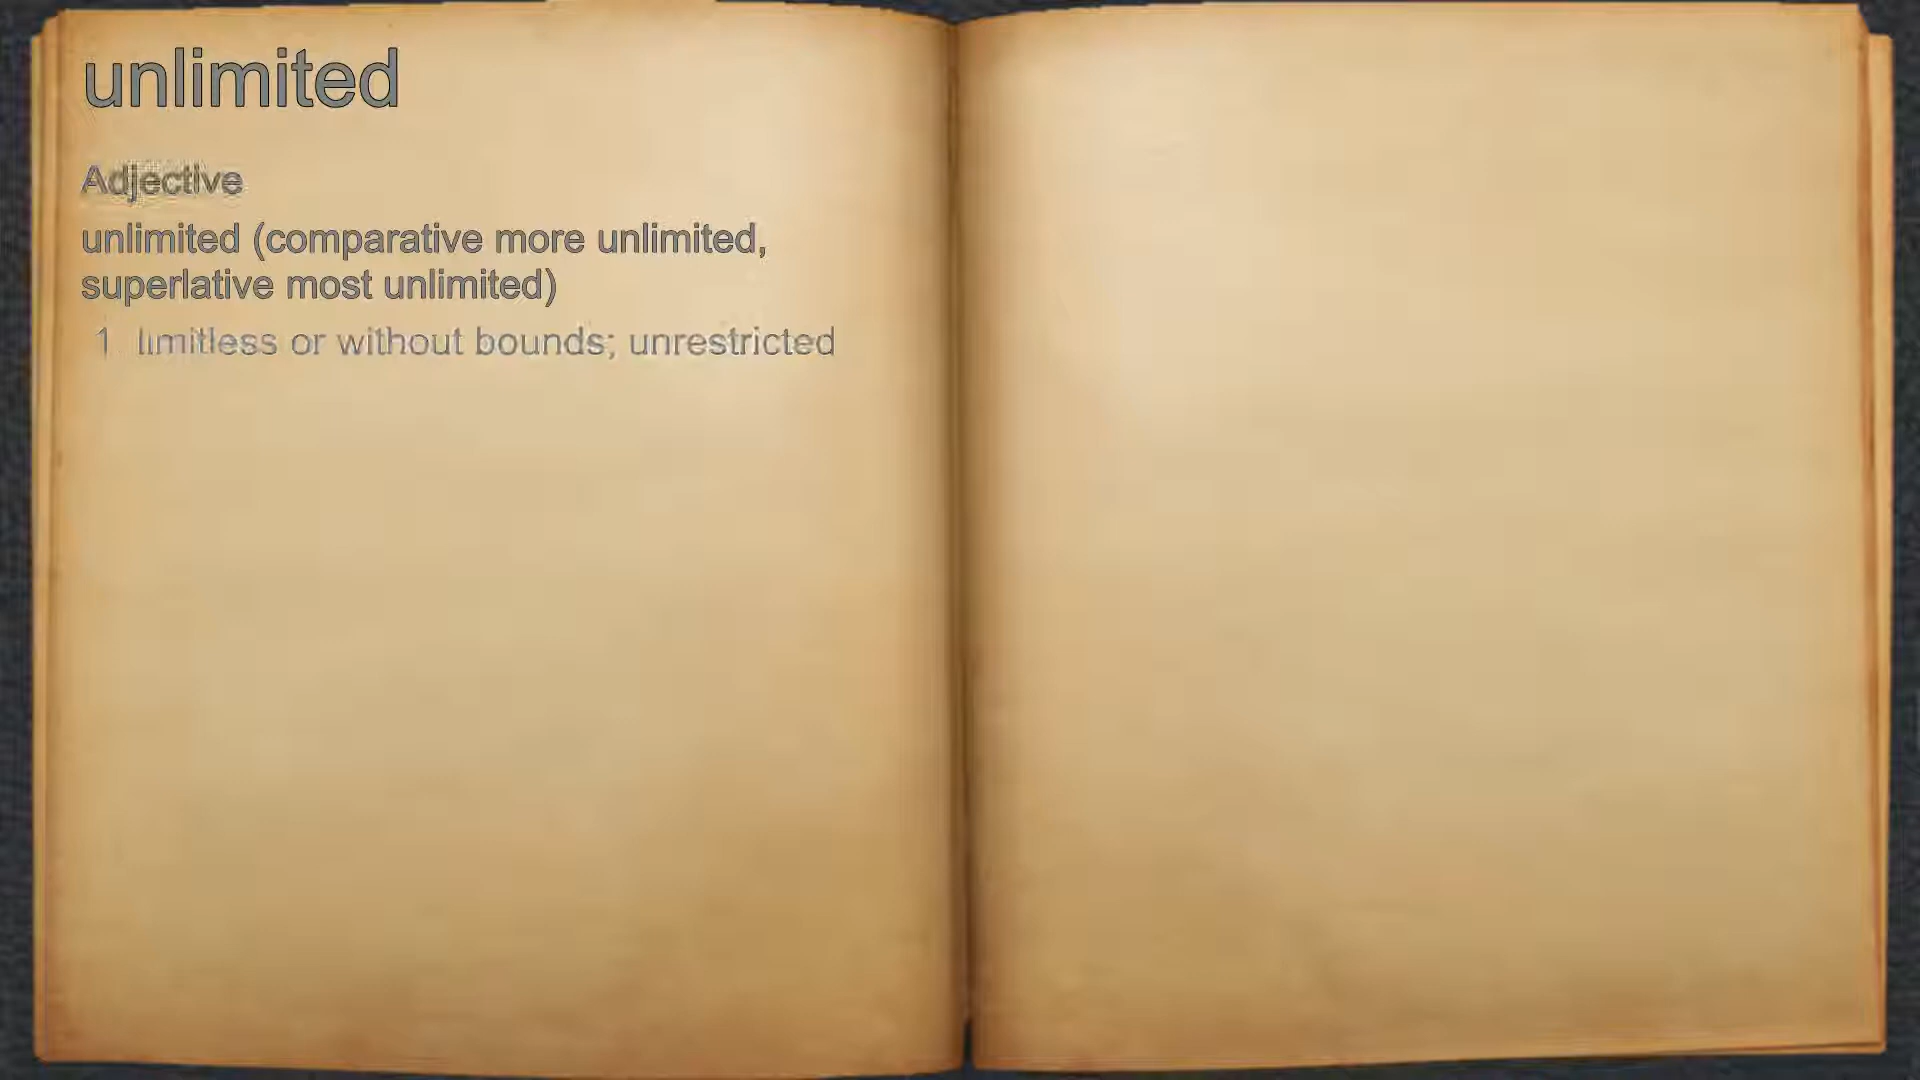 unlimited
Adjective
unlimited (comparative more unlimited,
superlative most unlimited)
1 limitless or without bounds; unrestricted